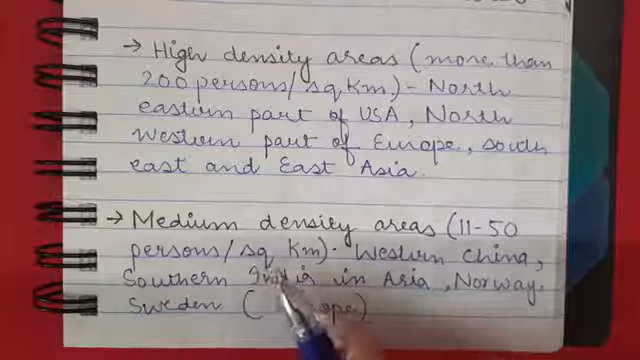 → High density areas (more than
200 persons/sq km) - North
eastern part of USA, North
western part of Europe, south
east and East Asia.
→ Medium density areas (11-50
persons/sq km). Western China,
Southern India in Asia, Norway.
Sweden (